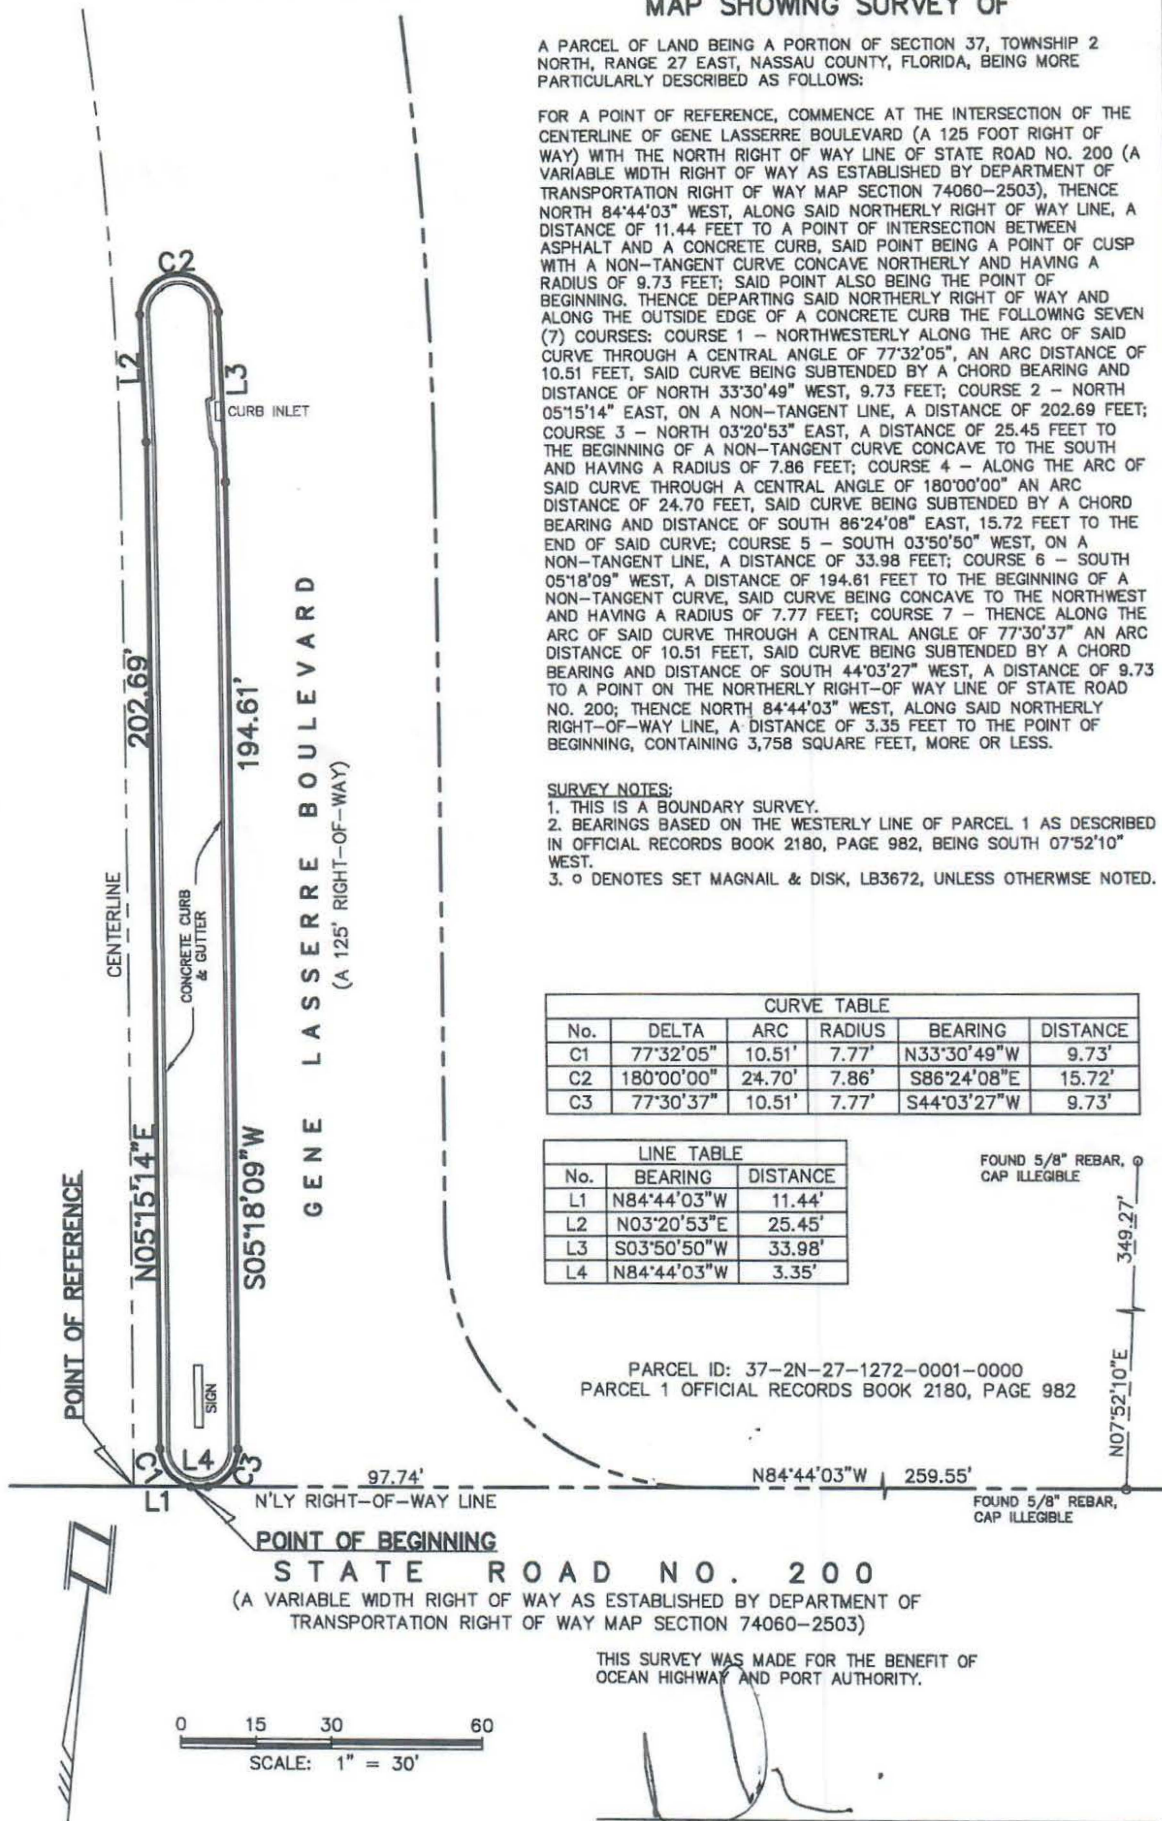 MAP SHOWING SURVEY OF
A PARCEL OF LAND BEING A PORTION OF SECTION 37, TOWNSHIP 2
NORTH, RANGE 27 EAST, NASSAU COUNTY, FLORIDA, BEING MORE
PARTICULARLY DESCRIBED AS FOLLOWS:
FOR A POINT OF REFERENCE, COMMENCE AT THE INTERSECTION OF THE
CENTERLINE OF GENE LASSERRE BOULEVARD (A 125 FOOT RIGHT OF
WAY) WITH THE NORTH RIGHT OF WAY LINE OF STATE ROAD NO. 200 (A
VARIABLE WIDTH RIGHT OF WAY AS ESTABLISHED BY DEPARTMENT OF
TRANSPORTATION RIGHT OF WAY MAP SECTION 74060-2503), THENCE
NORTH 84°44'03" WEST, ALONG SAID NORTHERLY RIGHT OF WAY LINE, A
DISTANCE OF 11.44 FEET TO A POINT OF INTERSECTION BETWEEN
ASPHALT AND A CONCRETE CURB, SAID POINT BEING A POINT OF CUSP
WITH A NON-TANGENT CURVE CONCAVE NORTHERLY AND HAVING A
RADIUS OF 9.73 FEET; SAID POINT ALSO BEING THE POINT OF
BEGINNING. THENCE DEPARTING SAID NORTHERLY RIGHT OF WAY AND
ALONG THE OUTSIDE EDGE OF A CONCRETE CURB THE FOLLOWING SEVEN
(7) COURSES: COURSE 1 - NORTHWESTERLY ALONG THE ARC OF SAID
CURVE THROUGH A CENTRAL ANGLE OF 77°32'05", AN ARC DISTANCE OF
10.51 FEET, SAID CURVE BEING SUBTENDED BY A CHORD BEARING AND
DISTANCE OF NORTH 33°30'49" WEST, 9.73 FEET; COURSE 2 - NORTH
05°15'14" EAST, ON A NON-TANGENT LINE, A DISTANCE OF 202.69 FEET;
COURSE 3 - NORTH 03°20'53" EAST, A DISTANCE OF 25.45 FEET TO
THE BEGINNING OF A NON-TANGENT CURVE CONCAVE TO THE SOUTH
AND HAVING A RADIUS OF 7.86 FEET; COURSE 4 - ALONG THE ARC OF
SAID CURVE THROUGH A CENTRAL ANGLE OF 180°00'00" AN ARC
DISTANCE OF 24.70 FEET, SAID CURVE BEING SUBTENDED BY A CHORD
BEARING AND DISTANCE OF SOUTH 86°24'08" EAST, 15.72 FEET TO THE
END OF SAID CURVE; COURSE 5 - SOUTH 03°50'50" WEST, ON A
NON-TANGENT LINE, A DISTANCE OF 33.98 FEET; COURSE 6 - SOUTH
05°18'09" WEST, A DISTANCE OF 194.61 FEET TO THE BEGINNING OF A
NON-TANGENT CURVE, SAID CURVE BEING CONCAVE TO THE NORTHWEST
AND HAVING A RADIUS OF 7.77 FEET; COURSE 7 - THENCE ALONG THE
ARC OF SAID CURVE THROUGH A CENTRAL ANGLE OF 77°30'37" AN ARC
DISTANCE OF 10.51 FEET, SAID CURVE BEING SUBTENDED BY A CHORD
BEARING AND DISTANCE OF SOUTH 44°03'27" WEST, A DISTANCE OF 9.73
TO A POINT ON THE NORTHERLY RIGHT-OF WAY LINE OF STATE ROAD
NO. 200; THENCE NORTH 84°44'03" WEST, ALONG SAID NORTHERLY
RIGHT-OF-WAY LINE, A DISTANCE OF 3.35 FEET TO THE POINT OF
BEGINNING, CONTAINING 3,758 SQUARE FEET, MORE OR LESS.
SURVEY NOTES:
1. THIS IS A BOUNDARY SURVEY.
2. BEARINGS BASED ON THE WESTERLY LINE OF PARCEL 1 AS DESCRIBED
IN OFFICIAL RECORDS BOOK 2180, PAGE 982, BEING SOUTH 07°52'10"
WEST.
3. o DENOTES SET MAGNAIL & DISK, LB3672, UNLESS OTHERWISE NOTED.
CURVE TABLE
No. DELTA ARC RADIUS BEARING DISTANCE
C1 77°32'05" 10.51' 7.77' N33°30'49"W 9.73'
C2 180°00'00" 24.70' 7.86' S86°24'08"E 15.72'
C3 77°30'37" 10.51' 7.77' S44°03'27"W 9.73'
LINE TABLE
No. BEARING DISTANCE
L1 N84°44'03"W 11.44'
L2 N03°20'53"E 25.45'
L3 S03°50'50"W 33.98'
L4 N84°44'03"W 3.35'
FOUND 5/8" REBAR,
CAP ILLEGIBLE
349.27'
N07°52'10"E
PARCEL ID: 37-2N-27-1272-0001-0000
PARCEL 1 OFFICIAL RECORDS BOOK 2180, PAGE 982
N84°44'03"W 259.55'
FOUND 5/8" REBAR,
CAP ILLEGIBLE
C2
L2
L3
CURB INLET
202.69'
194.61'
GENE LASSERRE BOULEVARD
(A 125' RIGHT-OF-WAY)
CENTERLINE
CONCRETE CURB
& GUTTER
N05°15'14"E
S05°18'09"W
POINT OF REFERENCE
SIGN
C1
L4
C3
L1
97.74'
N'LY RIGHT-OF-WAY LINE
POINT OF BEGINNING
STATE ROAD NO. 200
(A VARIABLE WIDTH RIGHT OF WAY AS ESTABLISHED BY DEPARTMENT OF
TRANSPORTATION RIGHT OF WAY MAP SECTION 74060-2503)
THIS SURVEY WAS MADE FOR THE BENEFIT OF
OCEAN HIGHWAY AND PORT AUTHORITY.
0 15 30 60
SCALE: 1" = 30'